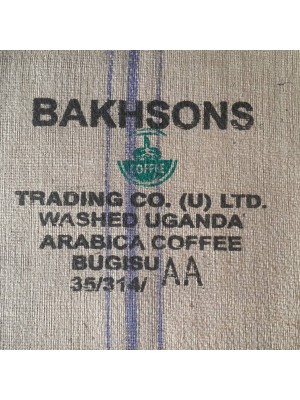 BAKHSONS
COFFEE
TRADING CO. (U) LTD.
WASHED UGANDA
ARABICA COFFEE
BUGISU AA
35/314/